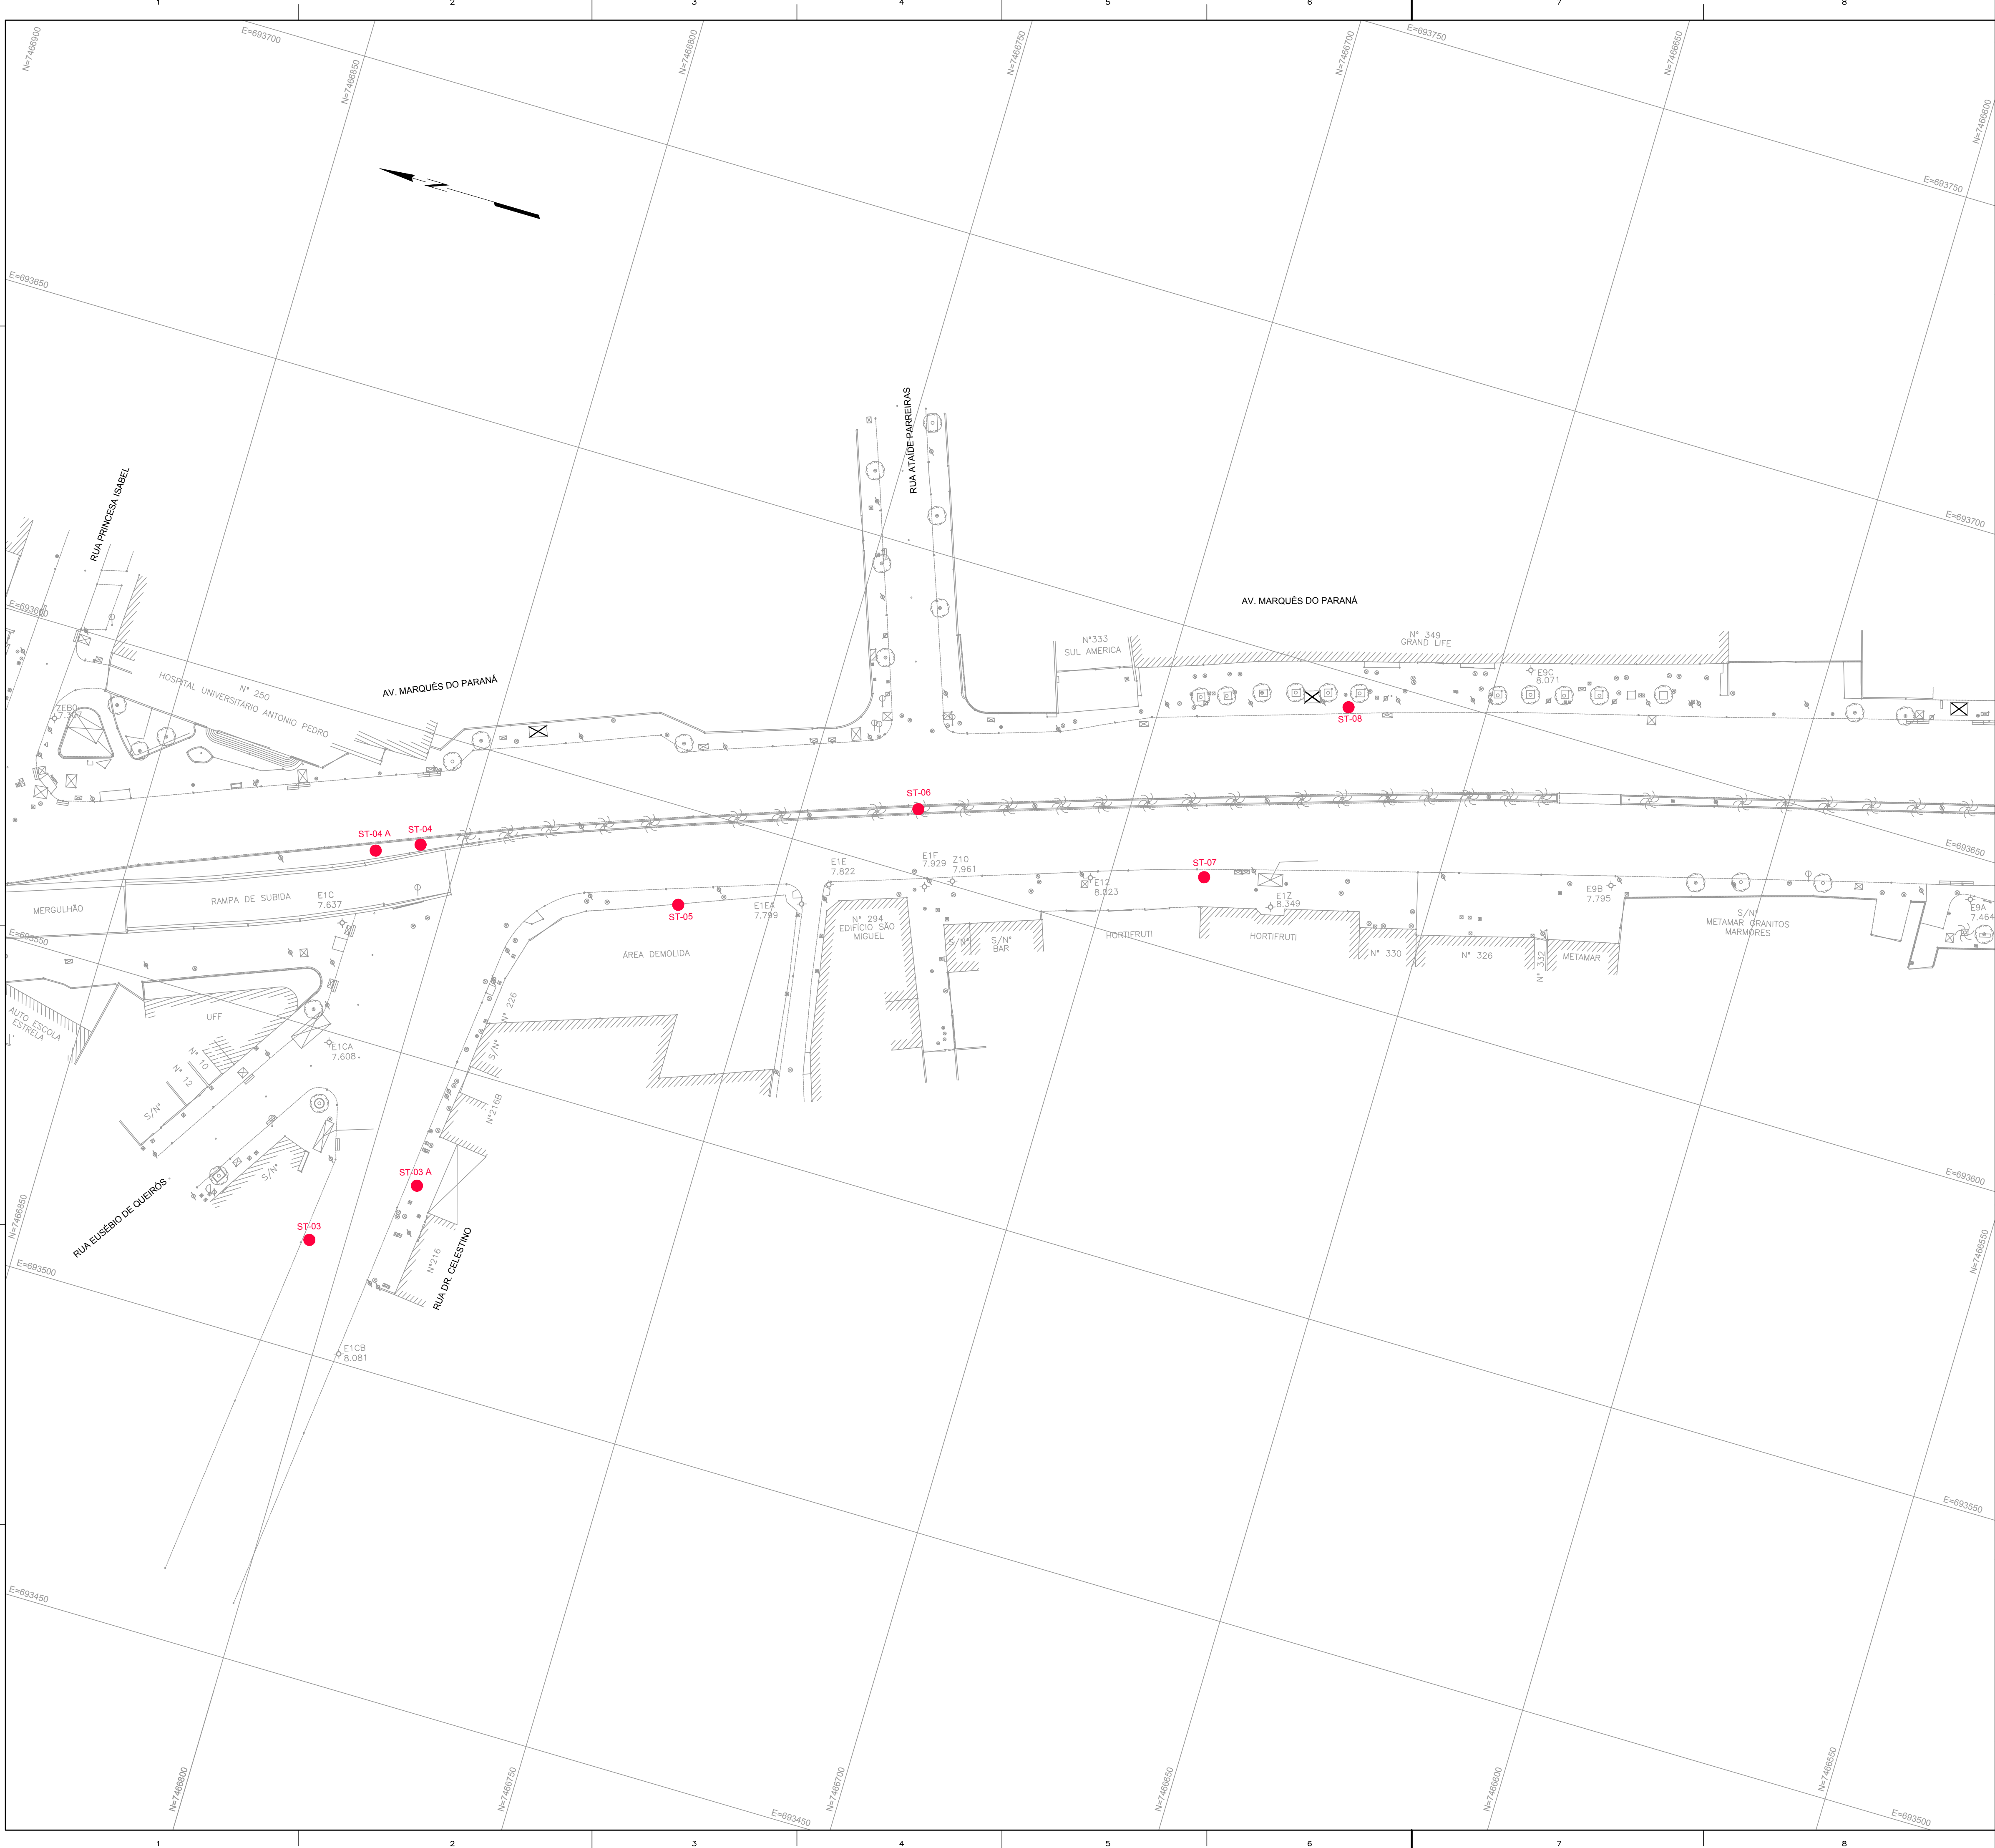 1 2 3 4 5 6 7 8
N=7466900
E=693700
N=7466850
N=7466800
N=7466750
N=7466700
E=693750
N=7466650
N=7466600
E=693750
E=693650
E=693700
RUA PRINCESA ISABEL
RUA ATAÍDE PARREIRAS
E=693600
AV. MARQUÊS DO PARANÁ
N°333
SUL AMERICA
N° 349
GRAND LIFE
E9C
8.071
N° 250
HOSPITAL UNIVERSITÁRIO ANTONIO PEDRO
AV. MARQUÊS DO PARANÁ
ZEBO
ST-08
ST-06
ST-04 A
ST-04
E=693650
E1E
7.822
E1F
7.929
Z10
7.961
ST-07
E12
8.023
MERGULHÃO
RAMPA DE SUBIDA
E1C
7.637
ST-05
E1EA
7.799
N° 294
EDIFÍCIO SÃO
MIGUEL
S/N°
S/N°
BAR
HORTIFRUTI
E1Z
8.349
HORTIFRUTI
N° 330
N° 326
N° 332
METAMAR
E9B
7.795
S/N°
METAMAR GRANITOS
MARMORES
E9A
7.464
E=693550
ÁREA DEMOLIDA
AUTO ESCOLA
ESTRELA
UFF
N° 226
S/N°
E1CA
7.608
N° 10
N° 12
S/N°
N°216B
S/N°
ST-03 A
E=693600
RUA EUSÉBIO DE QUEIRÓS
N=7466850
ST-03
N°216
RUA DR. CELESTINO
N=7466550
E=693500
E1CB
8.081
E=693550
E=693450
N=7466800
N=7466750
E=693450
N=7466700
N=7466650
N=7466600
N=7466550
E=693500
1 2 3 4 5 6 7 8